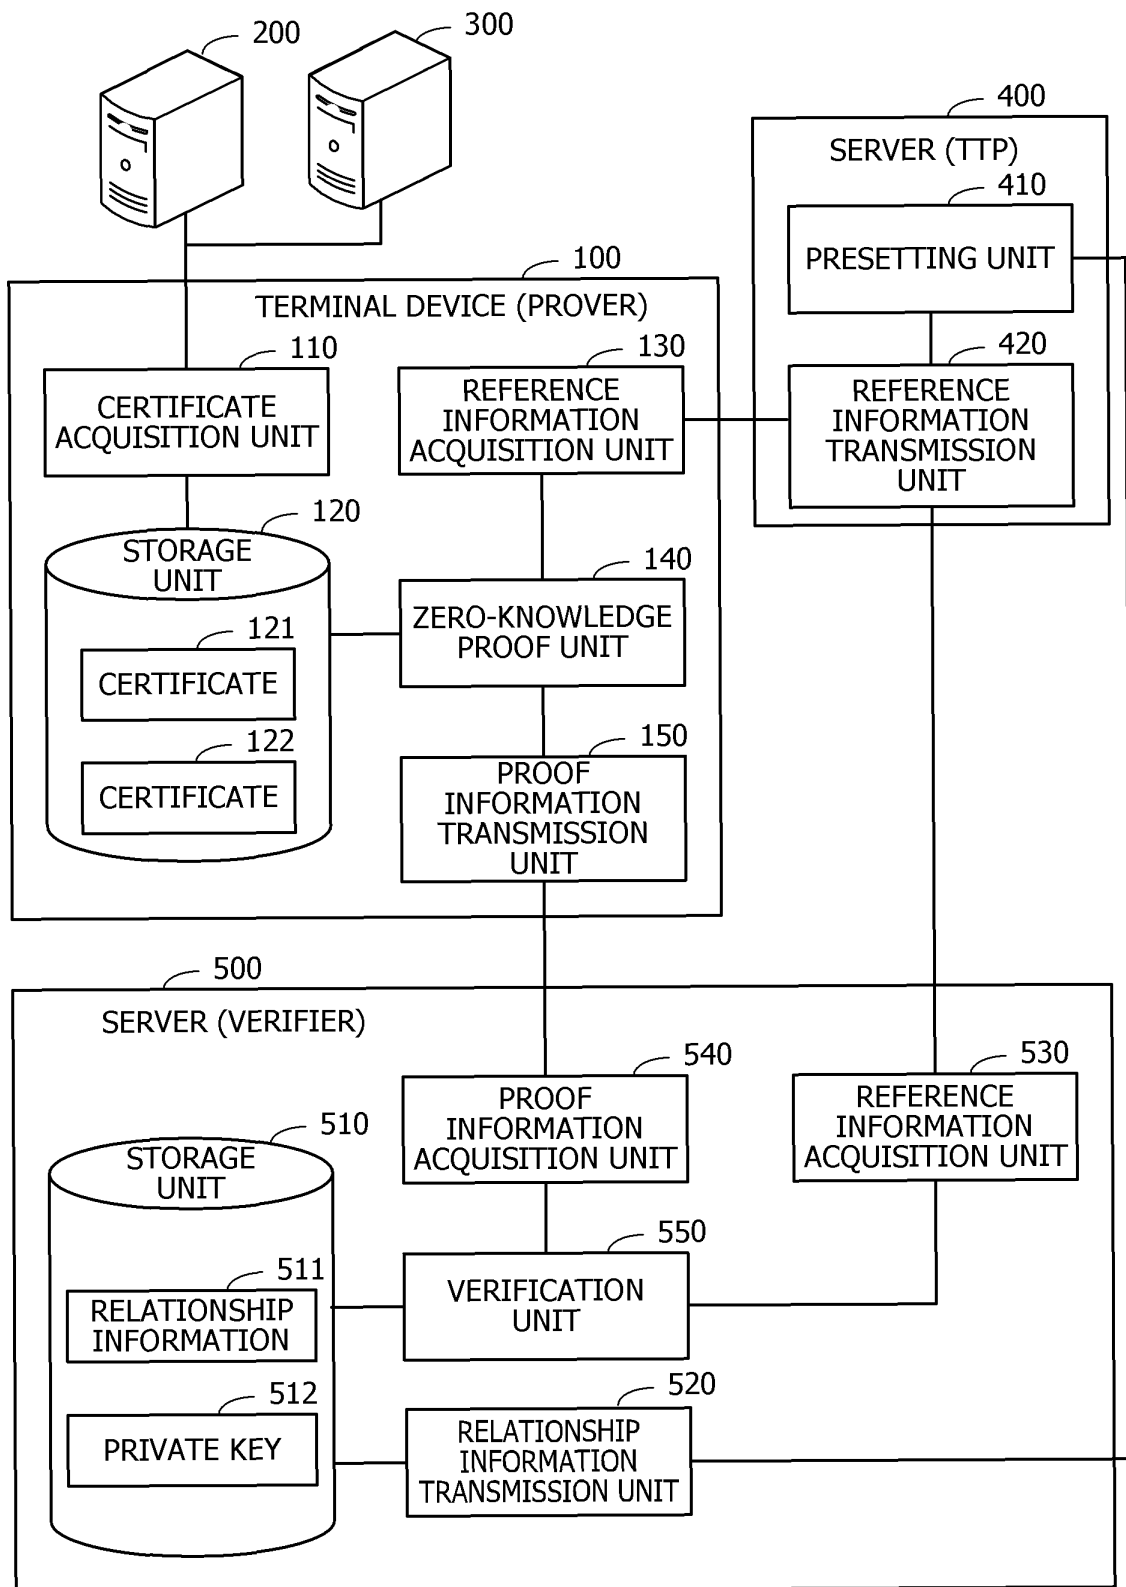 200
300
400
SERVER (TTP)
410
PRESETTING UNIT
420
REFERENCE
INFORMATION
TRANSMISSION
UNIT
100
TERMINAL DEVICE (PROVER)
110
CERTIFICATE
ACQUISITION UNIT
130
REFERENCE
INFORMATION
ACQUISITION UNIT
120
STORAGE
UNIT
121
CERTIFICATE
122
CERTIFICATE
140
ZERO-KNOWLEDGE
PROOF UNIT
150
PROOF
INFORMATION
TRANSMISSION
UNIT
500
SERVER (VERIFIER)
540
PROOF
INFORMATION
ACQUISITION UNIT
530
REFERENCE
INFORMATION
ACQUISITION UNIT
510
STORAGE
UNIT
511
RELATIONSHIP
INFORMATION
512
PRIVATE KEY
550
VERIFICATION
UNIT
520
RELATIONSHIP
INFORMATION
TRANSMISSION UNIT